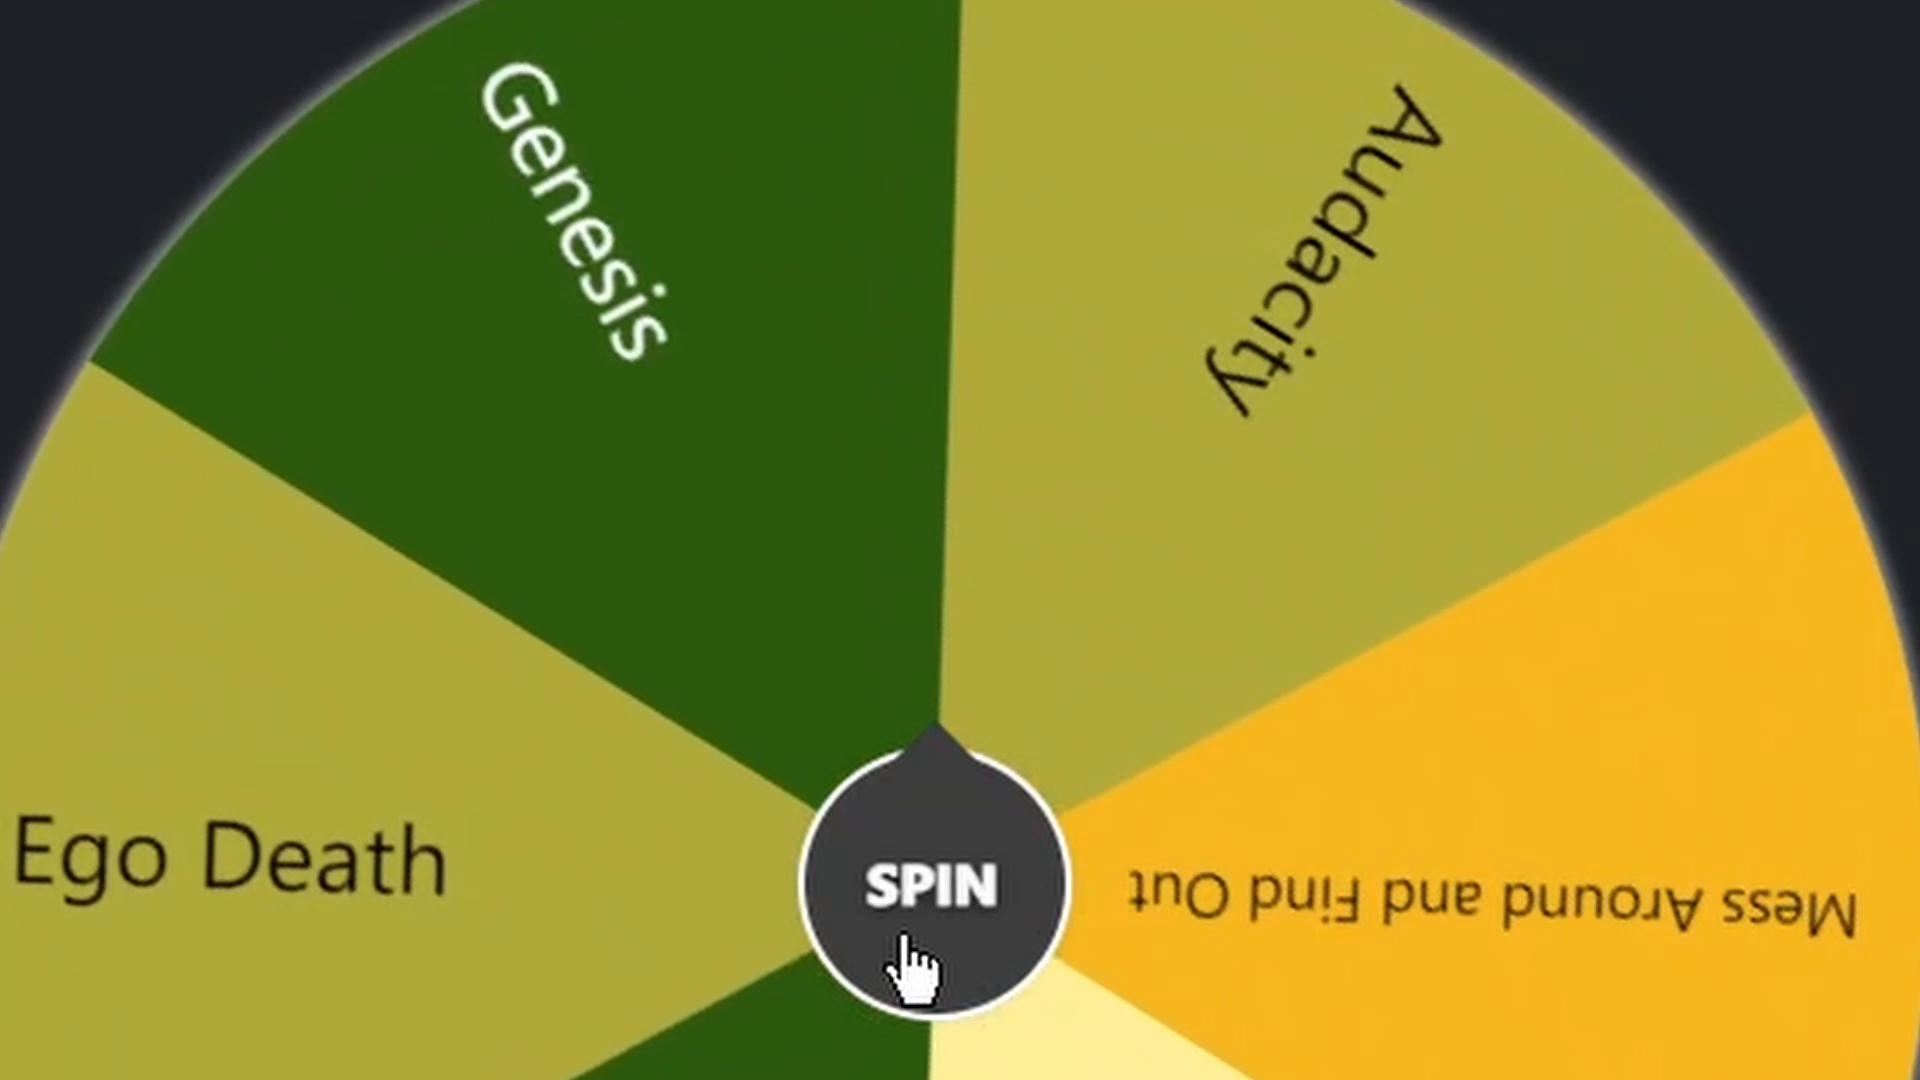 Genesis
Audacity
Ego Death
SPIN
Mess Around and Find Out